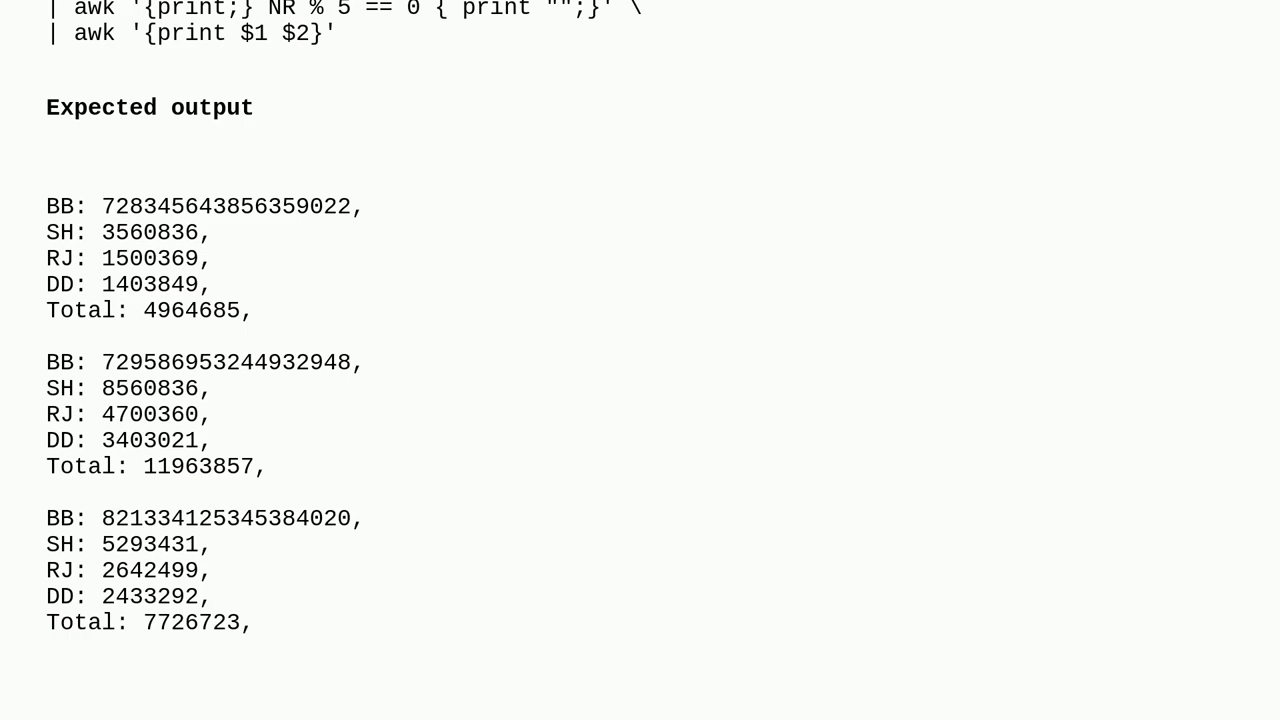 | awk '{print;} NR % 5 == 0 { print "";}' \
| awk '{print $1 $2}'
Expected output
BB: 728345643856359022,
SH: 3560836,
RJ: 1500369,
DD: 1403849,
Total: 4964685,
BB: 729586953244932948,
SH: 8560836,
RJ: 4700360,
DD: 3403021,
Total: 11963857,
BB: 821334125345384020,
SH: 5293431,
RJ: 2642499,
DD: 2433292,
Total: 7726723,